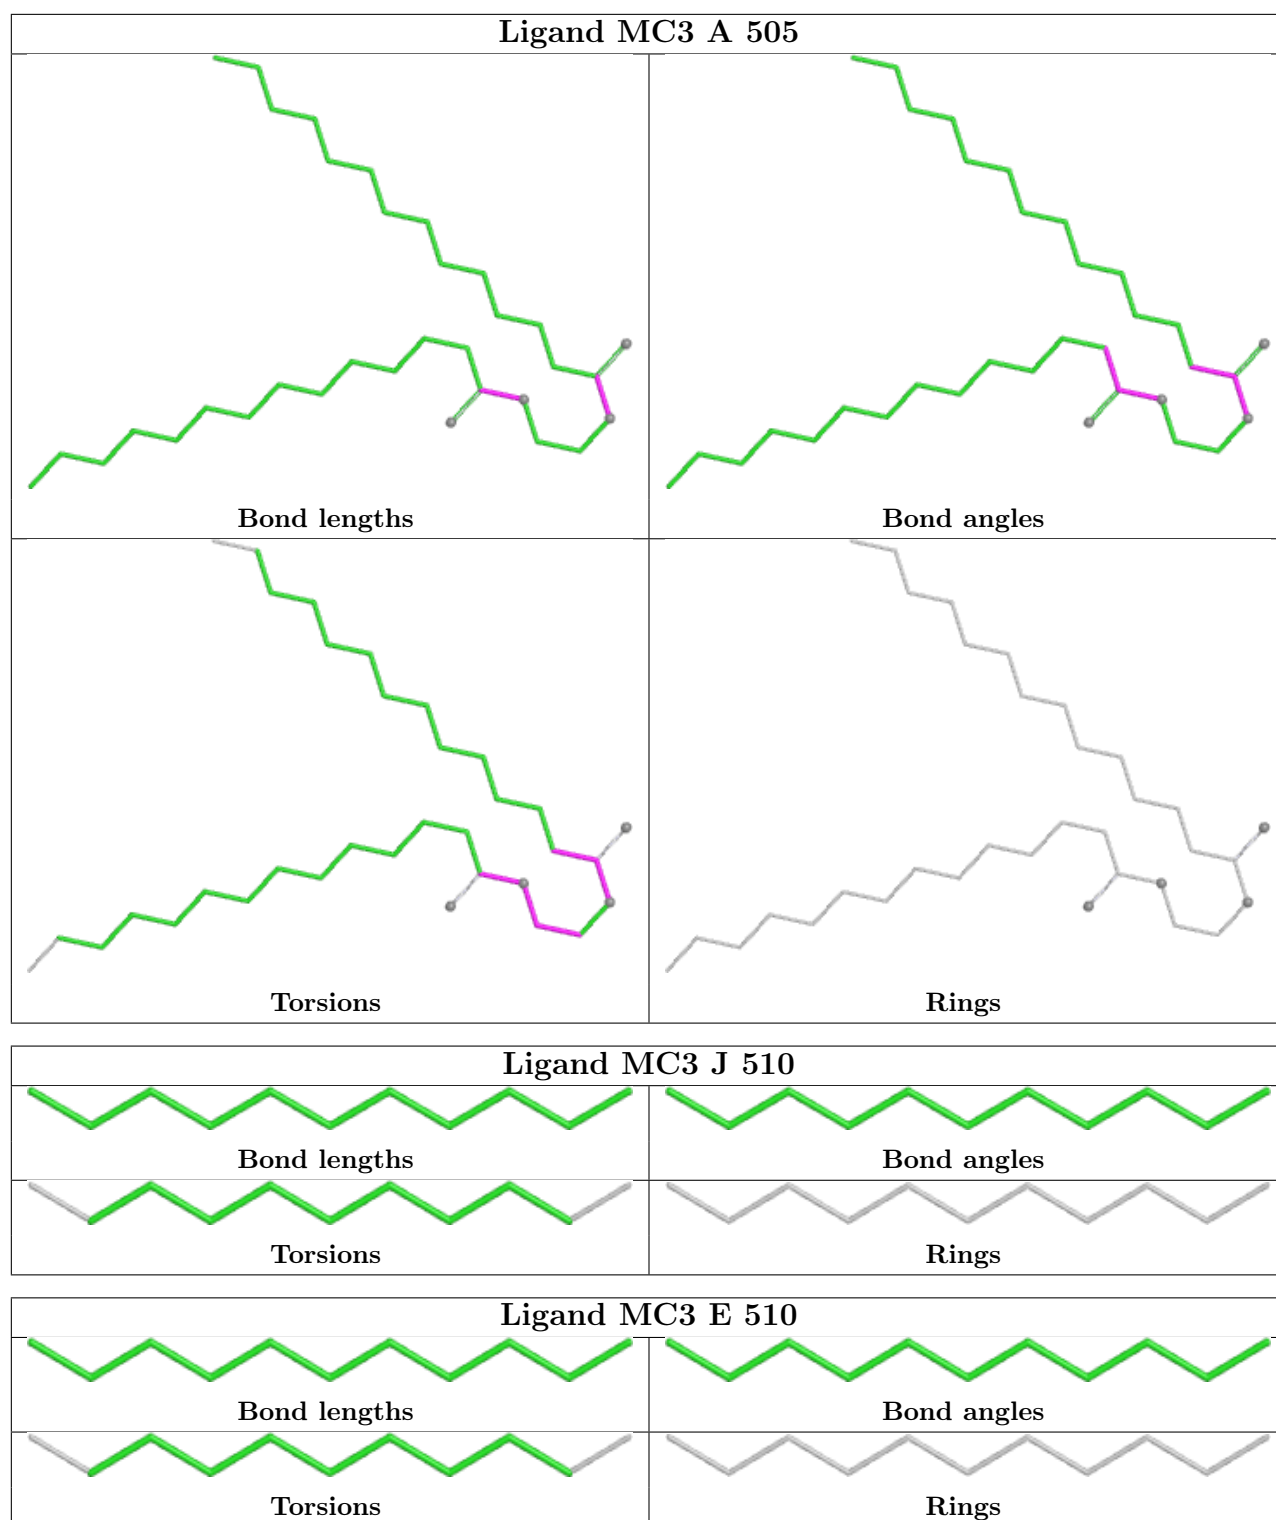 Ligand MC3 A 505
Bond lengths
Bond angles
Torsions
Rings
Ligand MC3 J 510
Bond lengths
Bond angles
Torsions
Rings
Ligand MC3 E 510
Bond lengths
Bond angles
Torsions
Rings